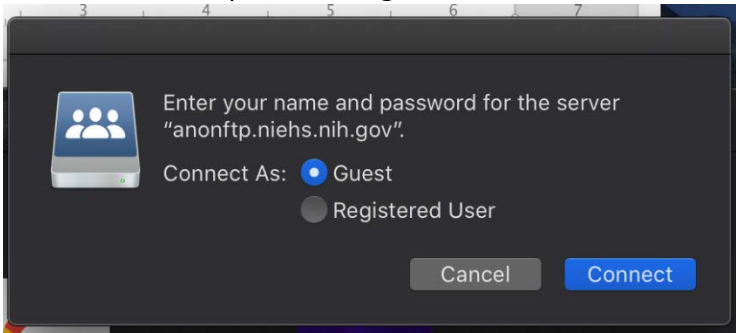 3 4 5 6 7
Enter your name and password for the server
“anonftp.niehs.nih.gov”.
Connect As: Guest
Registered User
Cancel Connect